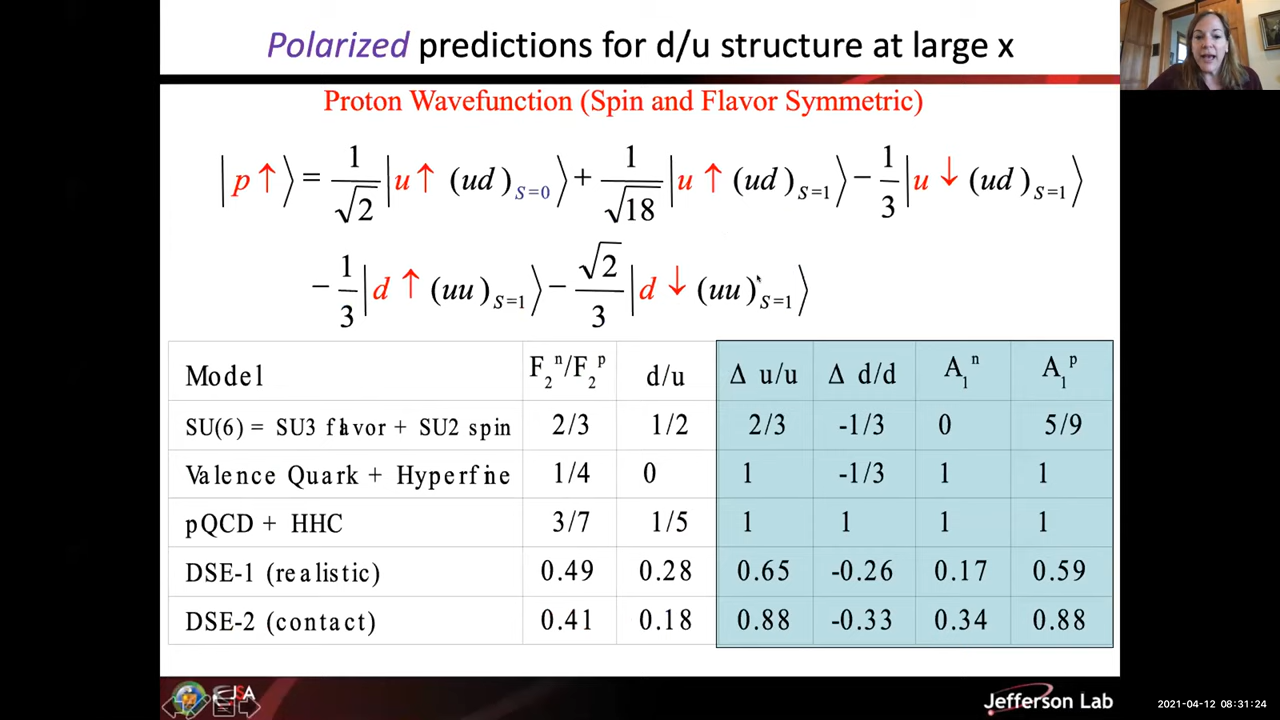 Polarized predictions for d/u structure at large x
Proton Wavefunction (Spin and Flavor Symmetric)
|p↑⟩ = 1/√2 |u↑ (ud)S=0⟩ + 1/√18 |u↑ (ud)S=1⟩ − 1/3 |u↓ (ud)S=1⟩
− 1/3 |d↑ (uu)S=1⟩ − √2/3 |d↓ (uu)S=1⟩
Model F2n/F2p d/u Δ u/u Δ d/d A1n A1p
SU(6) = SU3 flavor + SU2 spin 2/3 1/2 2/3 -1/3 0 5/9
Valence Quark + Hyperfine 1/4 0 1 -1/3 1 1
pQCD + HHC 3/7 1/5 1 1 1 1
DSE-1 (realistic) 0.49 0.28 0.65 -0.26 0.17 0.59
DSE-2 (contact) 0.41 0.18 0.88 -0.33 0.34 0.88
JSA
Jefferson Lab
2021-04-12 08:31:24